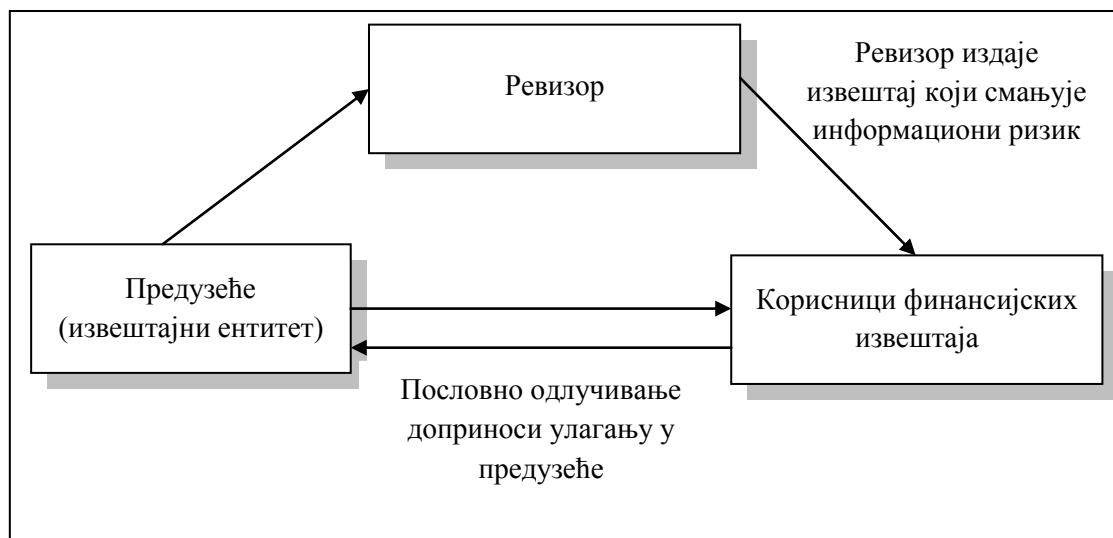 Ревизор
Ревизор издаје
извештај који смањује
информациони ризик
Предузеће
(извештајни ентитет)
Корисници финансијских
извештаја
Пословно одлучивање
доприноси улагању у
предузеће